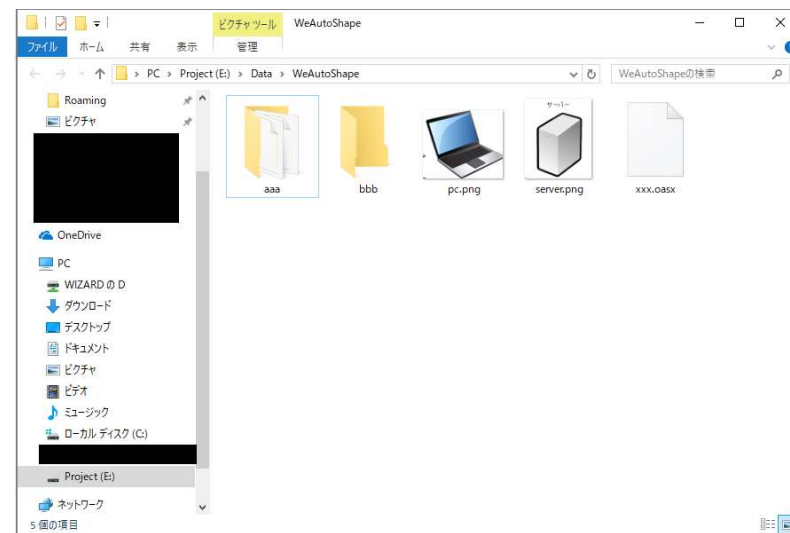 ピクチャ ツール
WeAutoShape
ファイル ホーム 共有 表示 管理
PC › Project (E:) › Data › WeAutoShape
WeAutoShapeの検索
Roaming
ピクチャ
OneDrive
PC
WIZARD の D
ダウンロード
デスクトップ
ドキュメント
ピクチャ
ビデオ
ミュージック
ローカル ディスク (C:)
Project (E:)
ネットワーク
サーバー
aaa
bbb
pc.png
server.png
xxx.oasx
5 個の項目